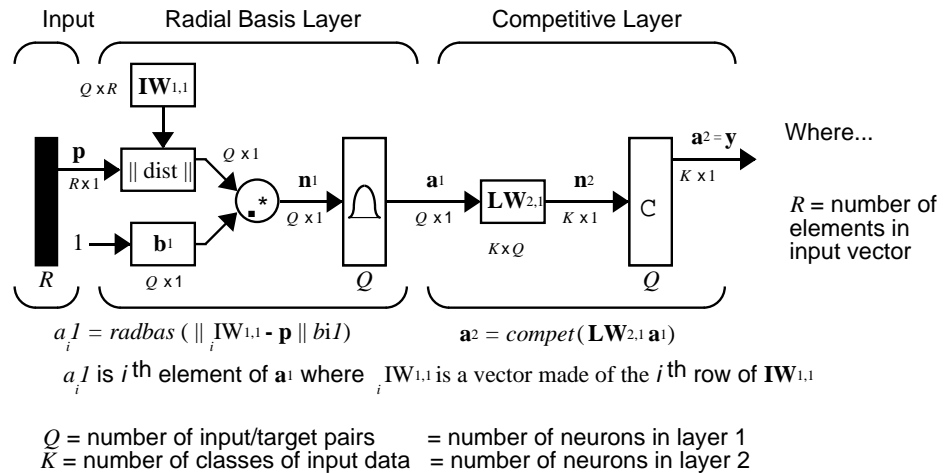 Input Radial Basis Layer Competitive Layer
Q x R IW1,1
p
R x 1
|| dist ||
Q x 1
1 b1
Q x 1
.*
n1
Q x 1
a1
Q x 1
LW2,1
K x Q
n2
K x 1
C
a2 = y
K x 1
R Q Q
Where...
R = number of
elements in
input vector
ai1 = radbas ( || iIW1,1 - p || bi1) a2 = compet( LW2,1 a1)
ai1 is i th element of a1 where iIW1,1 is a vector made of the i th row of IW1,1
Q = number of input/target pairs = number of neurons in layer 1
K = number of classes of input data = number of neurons in layer 2